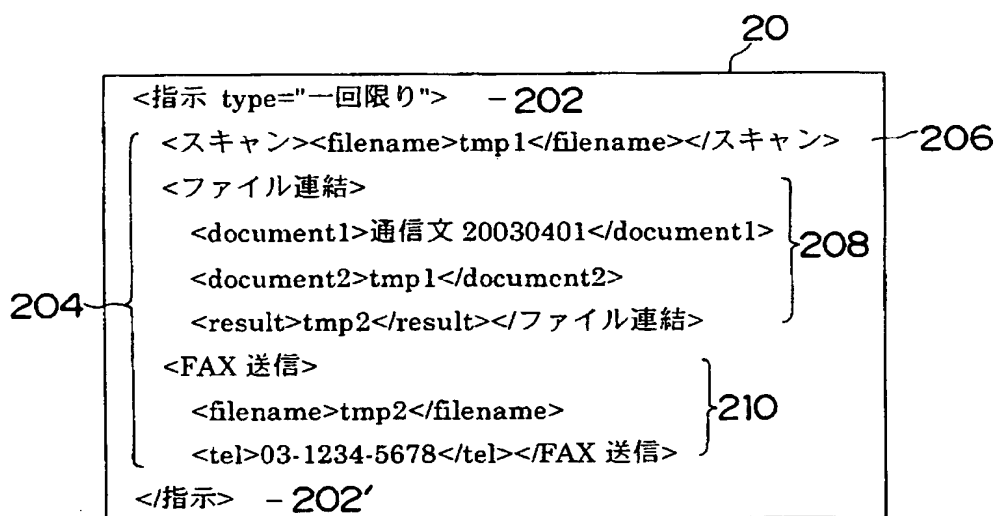 20
<指示 type="一回限り"> - 202
<スキャン><filename>tmp1</filename></スキャン> 206
<ファイル連結>
<document1>通信文 20030401</document1>
208
<document2>tmp1</document2>
204
<result>tmp2</result></ファイル連結>
<FAX 送信>
<filename>tmp2</filename> 210
<tel>03-1234-5678</tel></FAX 送信>
</指示> - 202′